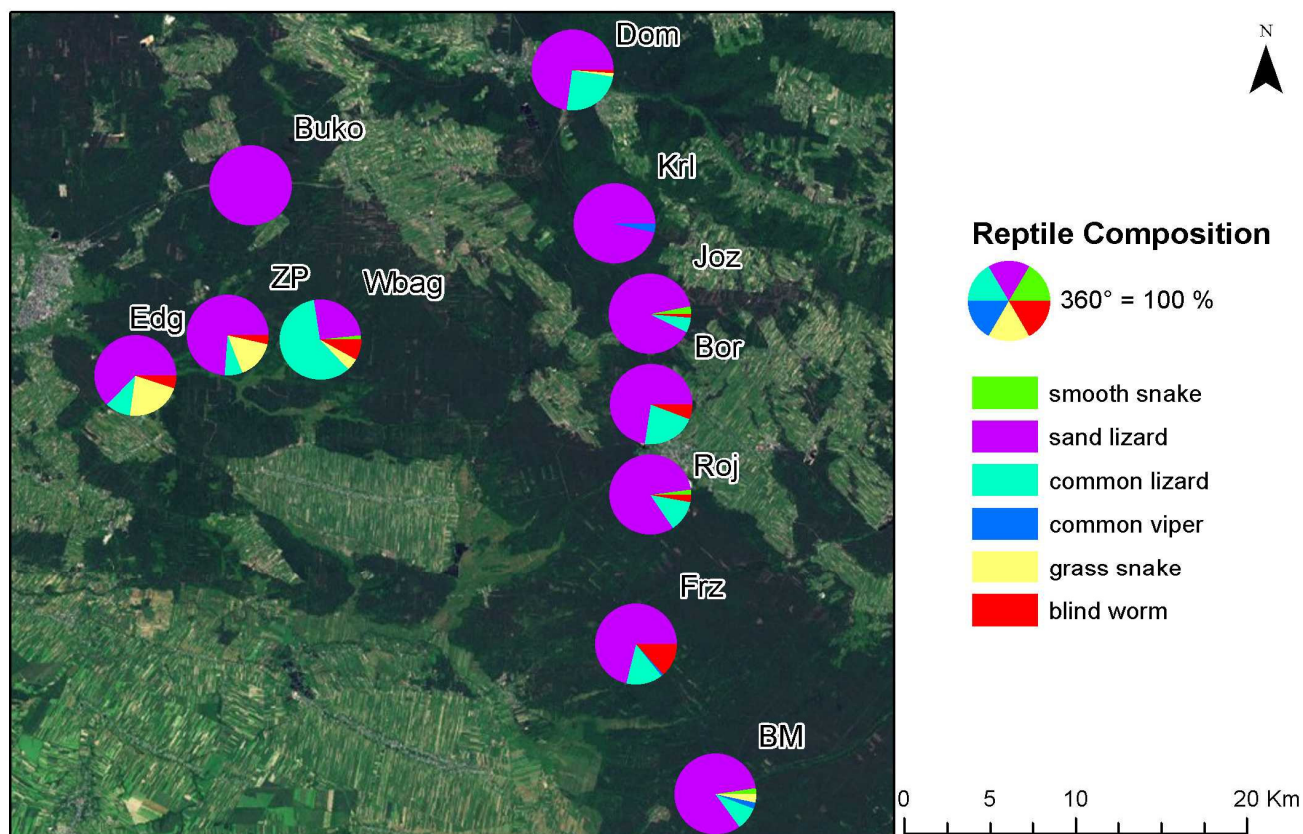 Dom
Buko
Krl
Joz
ZP
Wbag
Edg
Bor
Roj
Frz
BM
N
Reptile Composition
360° = 100 %
smooth snake
sand lizard
common lizard
common viper
grass snake
blind worm
0 5 10 20 Km